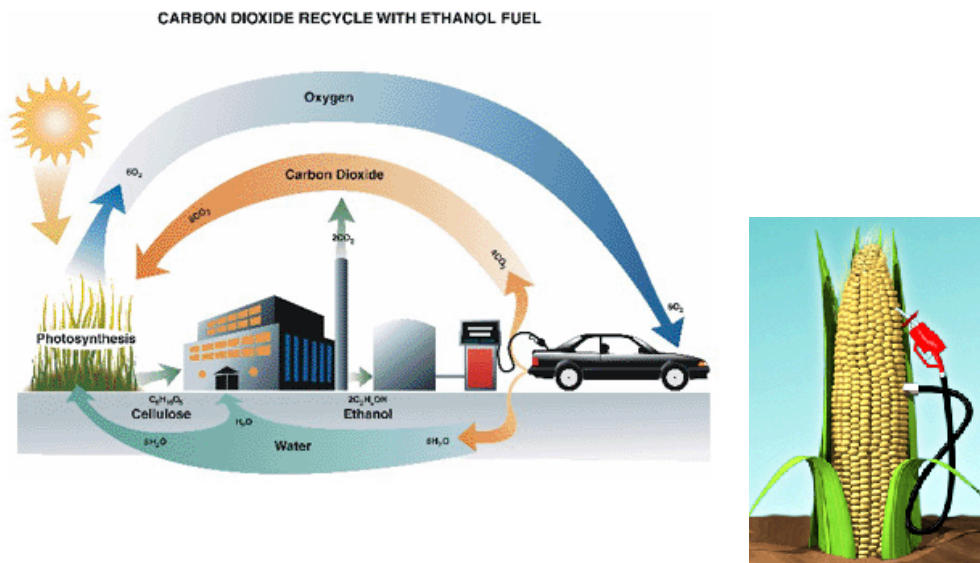 CARBON DIOXIDE RECYCLE WITH ETHANOL FUEL
Oxygen
6O₂
Carbon Dioxide
6CO₂
2CO₂
4CO₂
6O₂
Photosynthesis
C₆H₁₀O₅
Cellulose
2C₂H₅OH
Ethanol
H₂O
5H₂O
Water
6H₂O